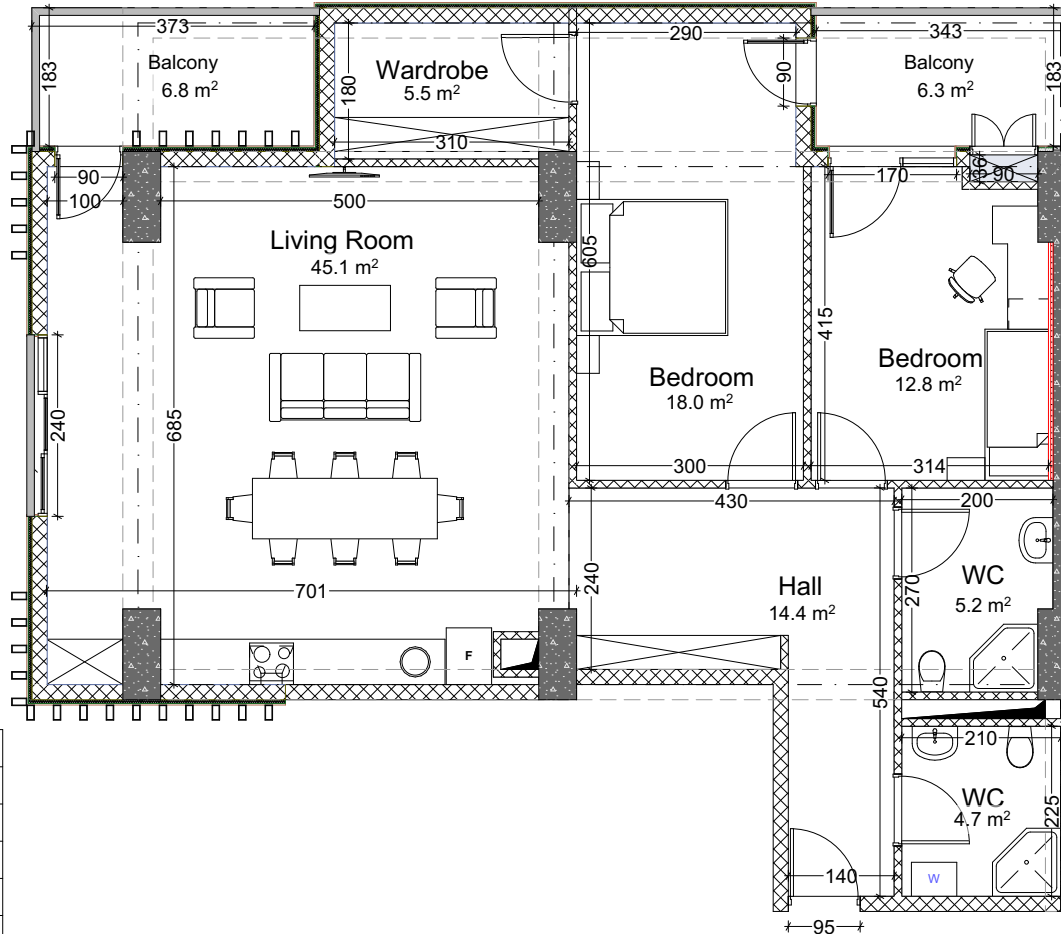 373
290
343
183
Balcony
6.8 m²
180
Wardrobe
5.5 m²
90
Balcony
6.3 m²
183
310
90
100
500
170
36
90
Living Room
45.1 m²
605
415
Bedroom
18.0 m²
Bedroom
12.8 m²
240
685
300
314
430
200
701
240
Hall
14.4 m²
270
WC
5.2 m²
F
540
210
WC
4.7 m²
225
140
W
95